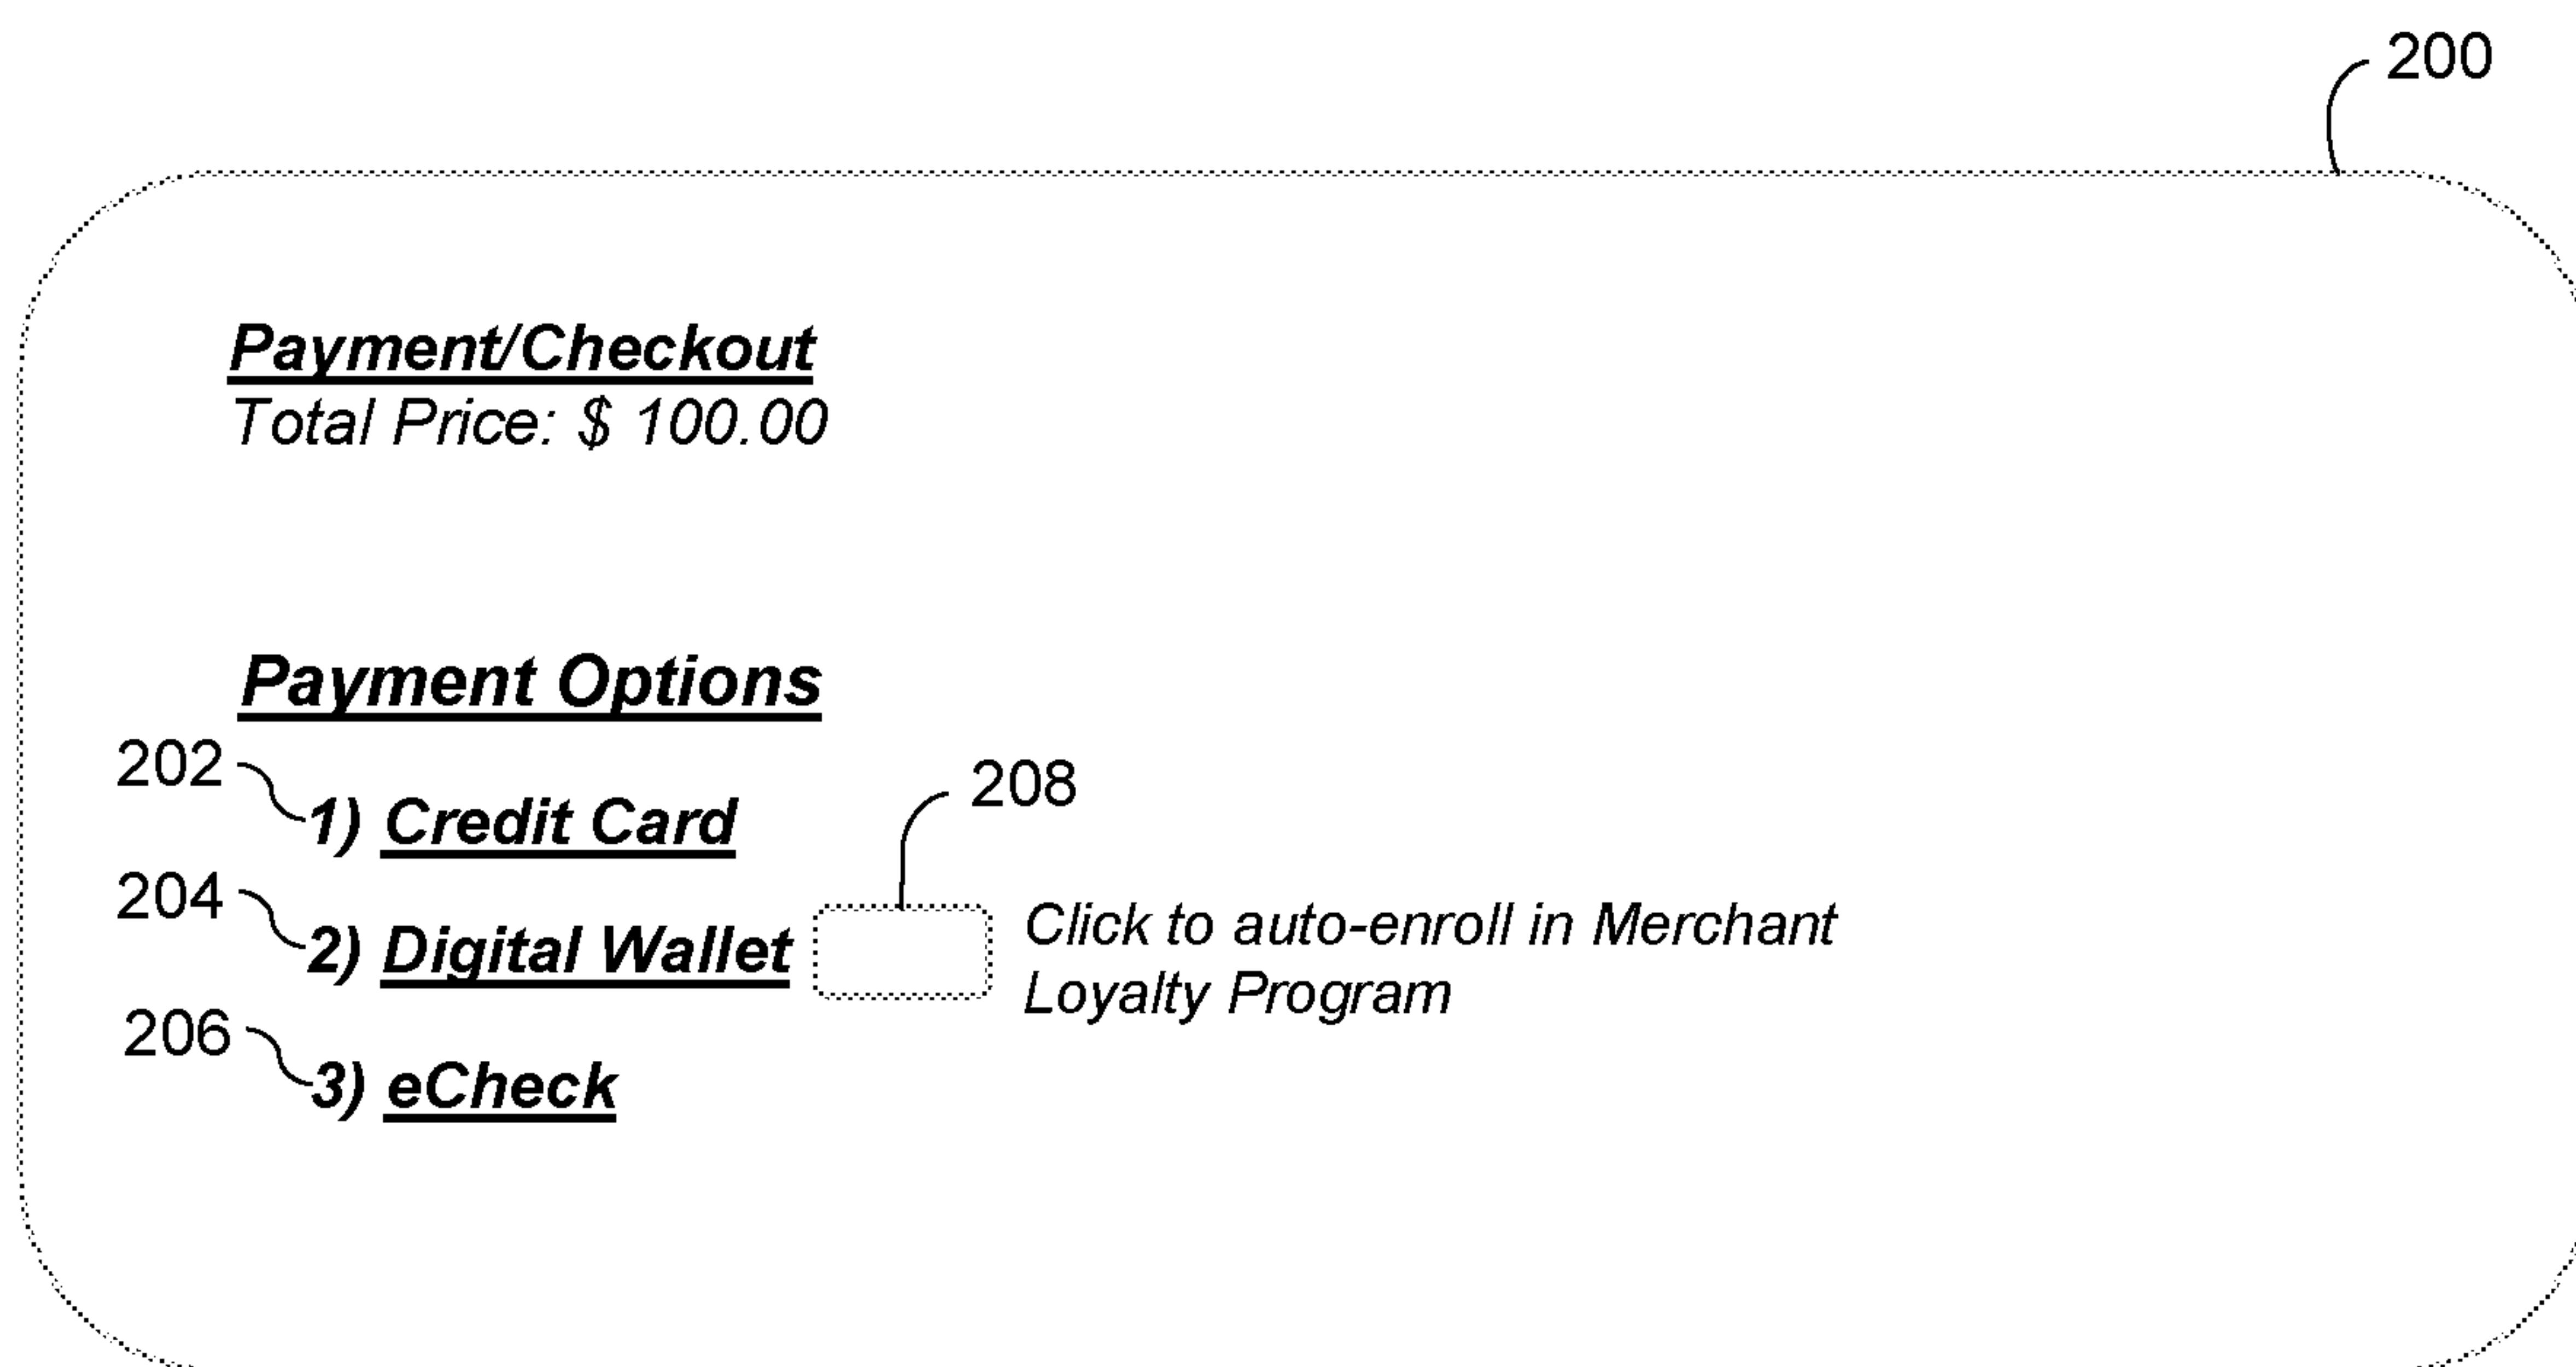 200
Payment/Checkout
Total Price: $ 100.00
Payment Options
202
1) Credit Card
208
204
2) Digital Wallet
Click to auto-enroll in Merchant
Loyalty Program
206
3) eCheck